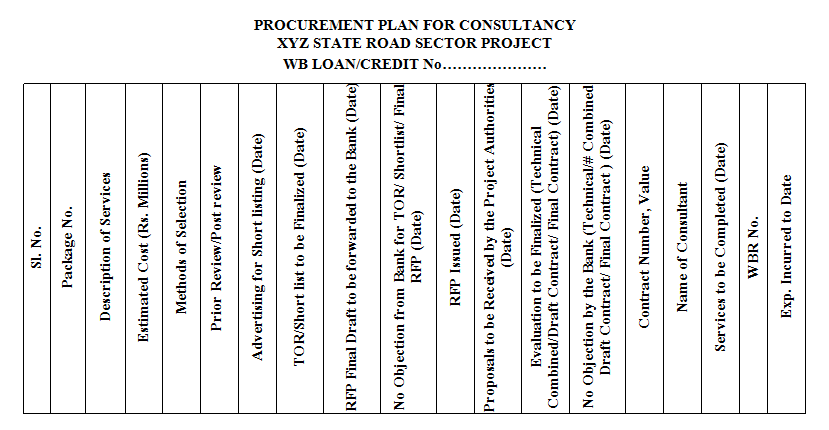 PROCUREMENT PLAN FOR CONSULTANCY
XYZ STATE ROAD SECTOR PROJECT
WB LOAN/CREDIT No.....................
Sl. No.
Package No.
Description of Services
Estimated Cost (Rs. Millions)
Methods of Selection
Prior Review/Post review
Advertising for Short listing (Date)
TOR/Short list to be Finalized (Date)
RFP Final Draft to be forwarded to the Bank (Date)
No Objection from Bank for TOR/ Shortlist/ Final
RFP (Date)
RFP Issued (Date)
Proposals to be Received by the Project Authorities
(Date)
Evaluation to be Finalized (Technical
Combined/Draft Contract/ Final Contract) (Date)
No Objection by the Bank (Technical/# Combined
Draft Contract/ Final Contract ) (Date)
Contract Number, Value
Name of Consultant
Services to be Completed (Date)
WBR No.
Exp. Incurred to Date